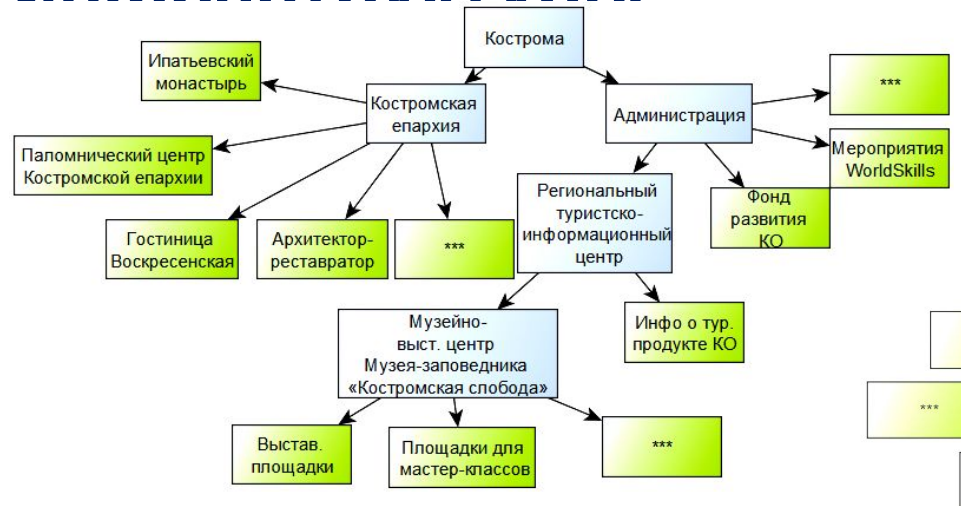 Кострома
Ипатьевский
монастырь
Костромская
епархия
Администрация
***
Паломнический центр
Костромской епархии
Мероприятия
WorldSkills
Региональный
туристско-
информационный
центр
Фонд
развития
КО
Гостиница
Воскресенская
Архитектор-
реставратор
***
Музейно-
выст. центр
Музея-заповедника
«Костромская слобода»
Инфо о тур.
продукте КО
***
Выстав.
площадки
Площадки для
мастер-классов
***